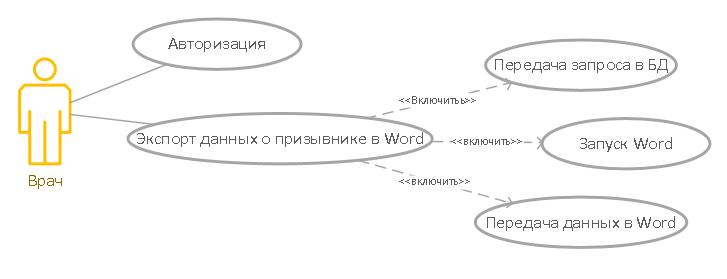 Авторизация
Передача запроса в БД
<<Включить>>
Экспорт данных о призывнике в Word
<<включить>>
Запуск Word
Врач
<<включить>>
Передача данных в Word